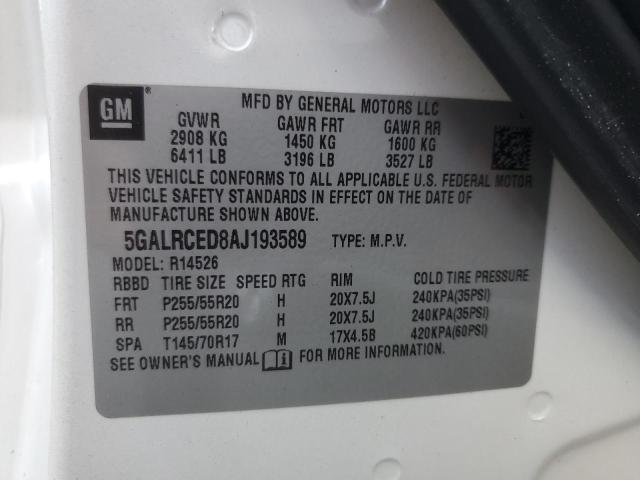 GM ®
MFD BY GENERAL MOTORS LLC
GVWR GAWR FRT GAWR RR
2908 KG 1450 KG 1600 KG
6411 LB 3196 LB 3527 LB
THIS VEHICLE CONFORMS TO ALL APPLICABLE U.S. FEDERAL MOTOR
VEHICLE SAFETY STANDARDS IN EFFECT ON THE DATE OF
MANUFACTURE SHOWN ABOVE.
5GALRCED8AJ193589 TYPE: M.P.V.
MODEL: R14526
RBBD TIRE SIZE SPEED RTG RIM COLD TIRE PRESSURE
FRT P255/55R20 H 20X7.5J 240KPA(35PSI)
RR P255/55R20 H 20X7.5J 240KPA(35PSI)
SPA T145/70R17 M 17X4.5B 420KPA(60PSI)
SEE OWNER'S MANUAL FOR MORE INFORMATION.